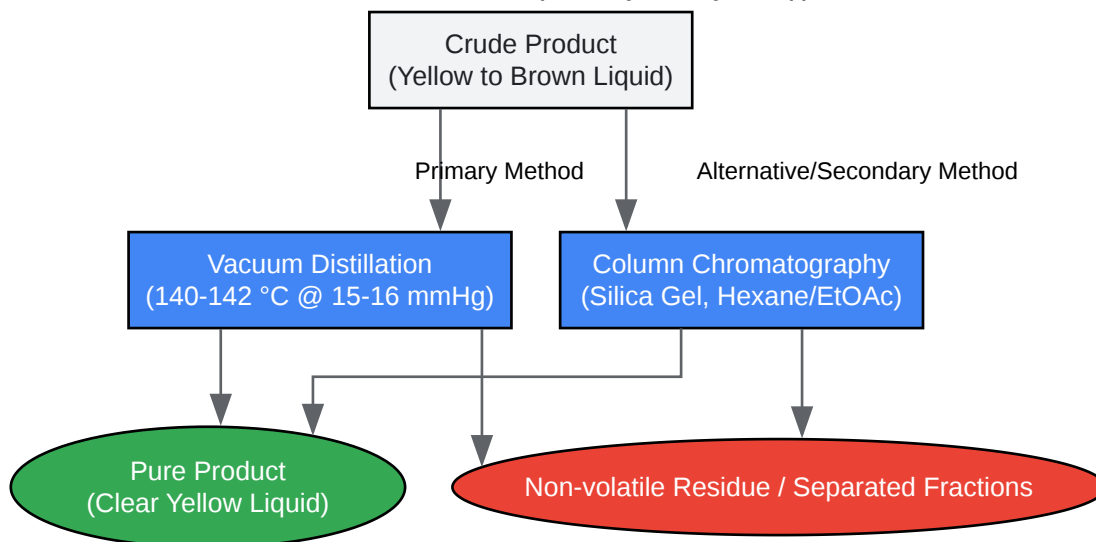 Crude Product
(Yellow to Brown Liquid)
Primary Method
Alternative/Secondary Method
Vacuum Distillation
(140-142 °C @ 15-16 mmHg)
Column Chromatography
(Silica Gel, Hexane/EtOAc)
Pure Product
(Clear Yellow Liquid)
Non-volatile Residue / Separated Fractions